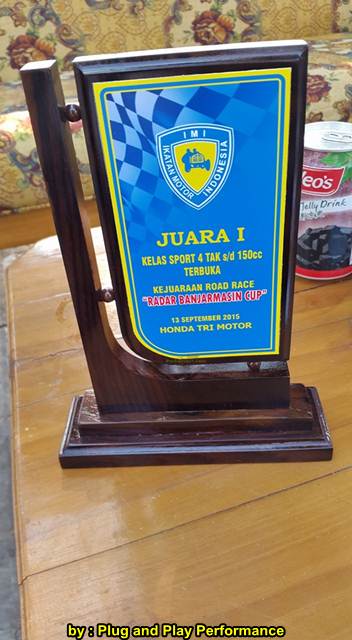 IMI
IKATAN MOTOR INDONESIA
JUARA I
KELAS SPORT 4 TAK s/d 150cc
TERBUKA
KEJUARAAN ROAD RACE
"RADAR BANJARMASIN CUP"
13 SEPTEMBER 2015
HONDA TRI MOTOR
leo's
Jelly Drink
by : Plug and Play Performance